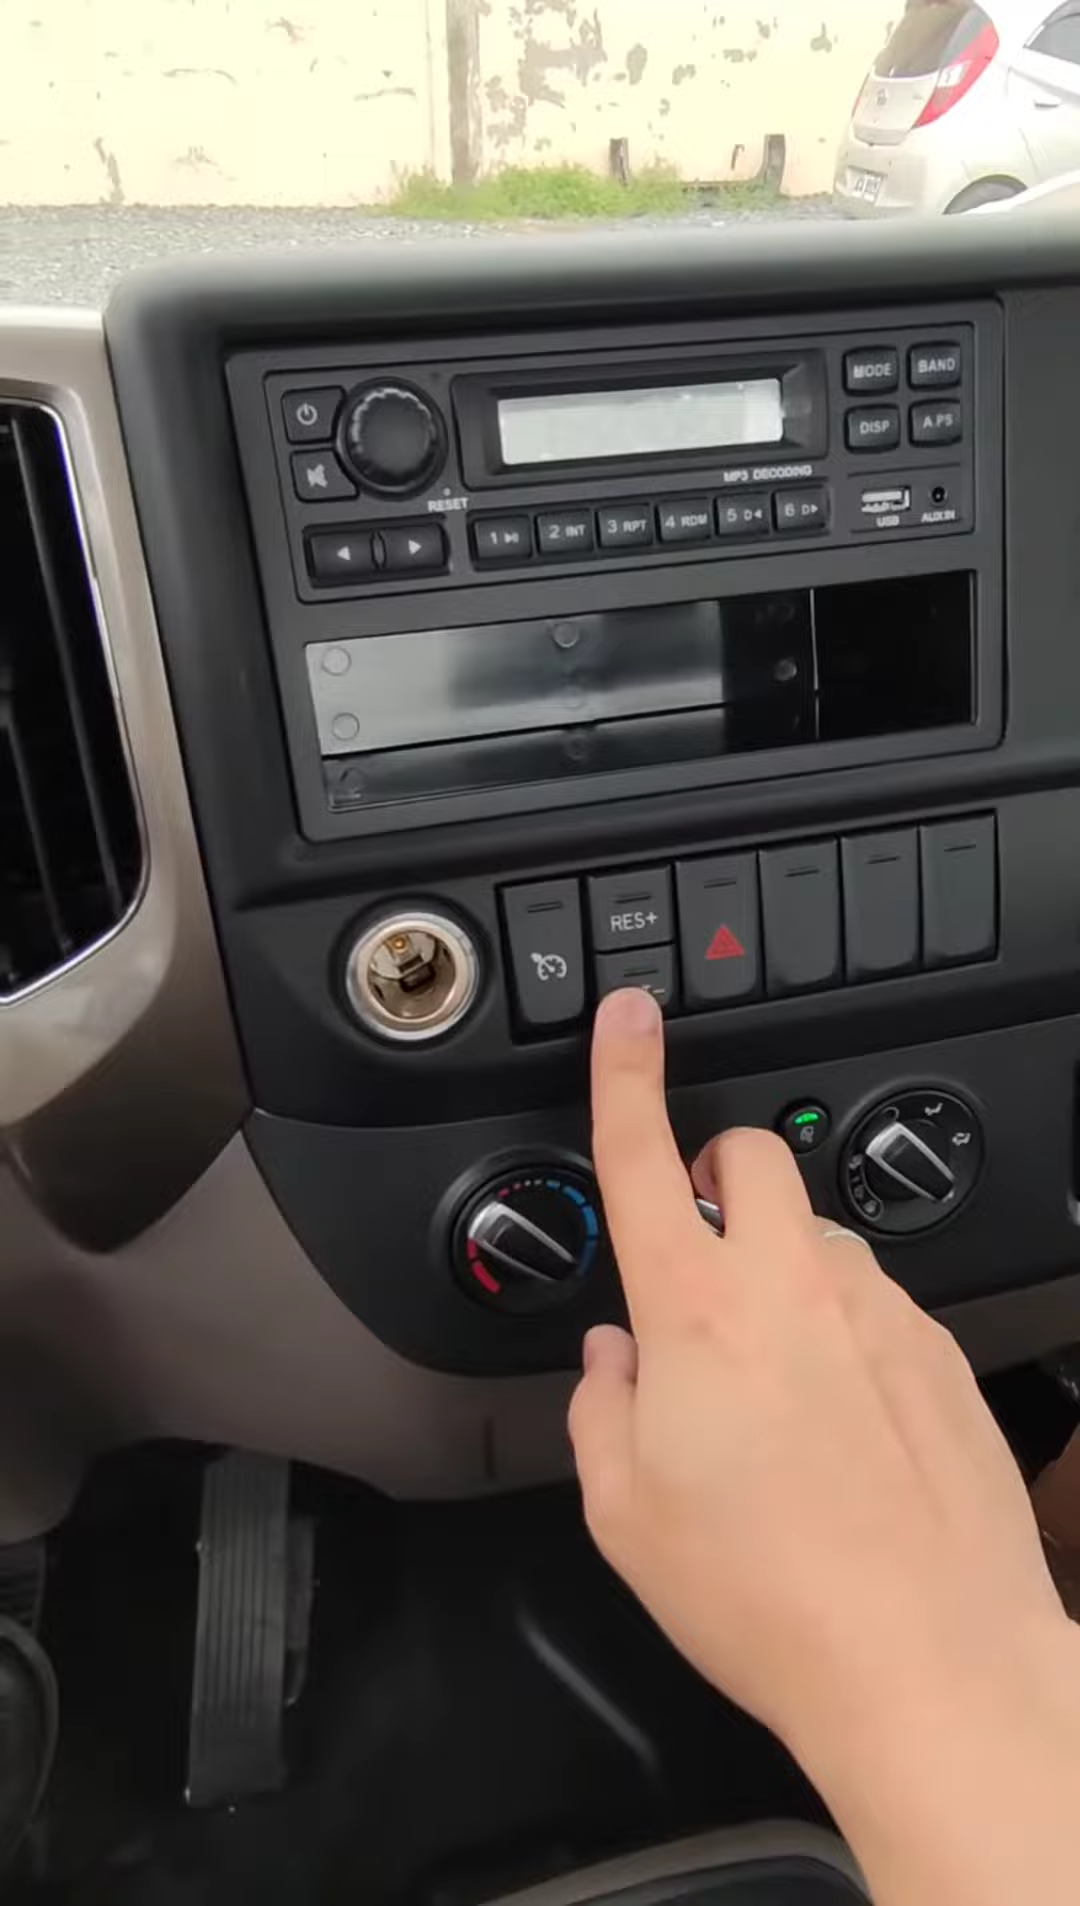 MODE
BAND
DISP
APS
RESET
MP3 DECODING
1
2 INT
3 RPT
4 RDM
5 D
6 D
USB
AUX IN
RES+